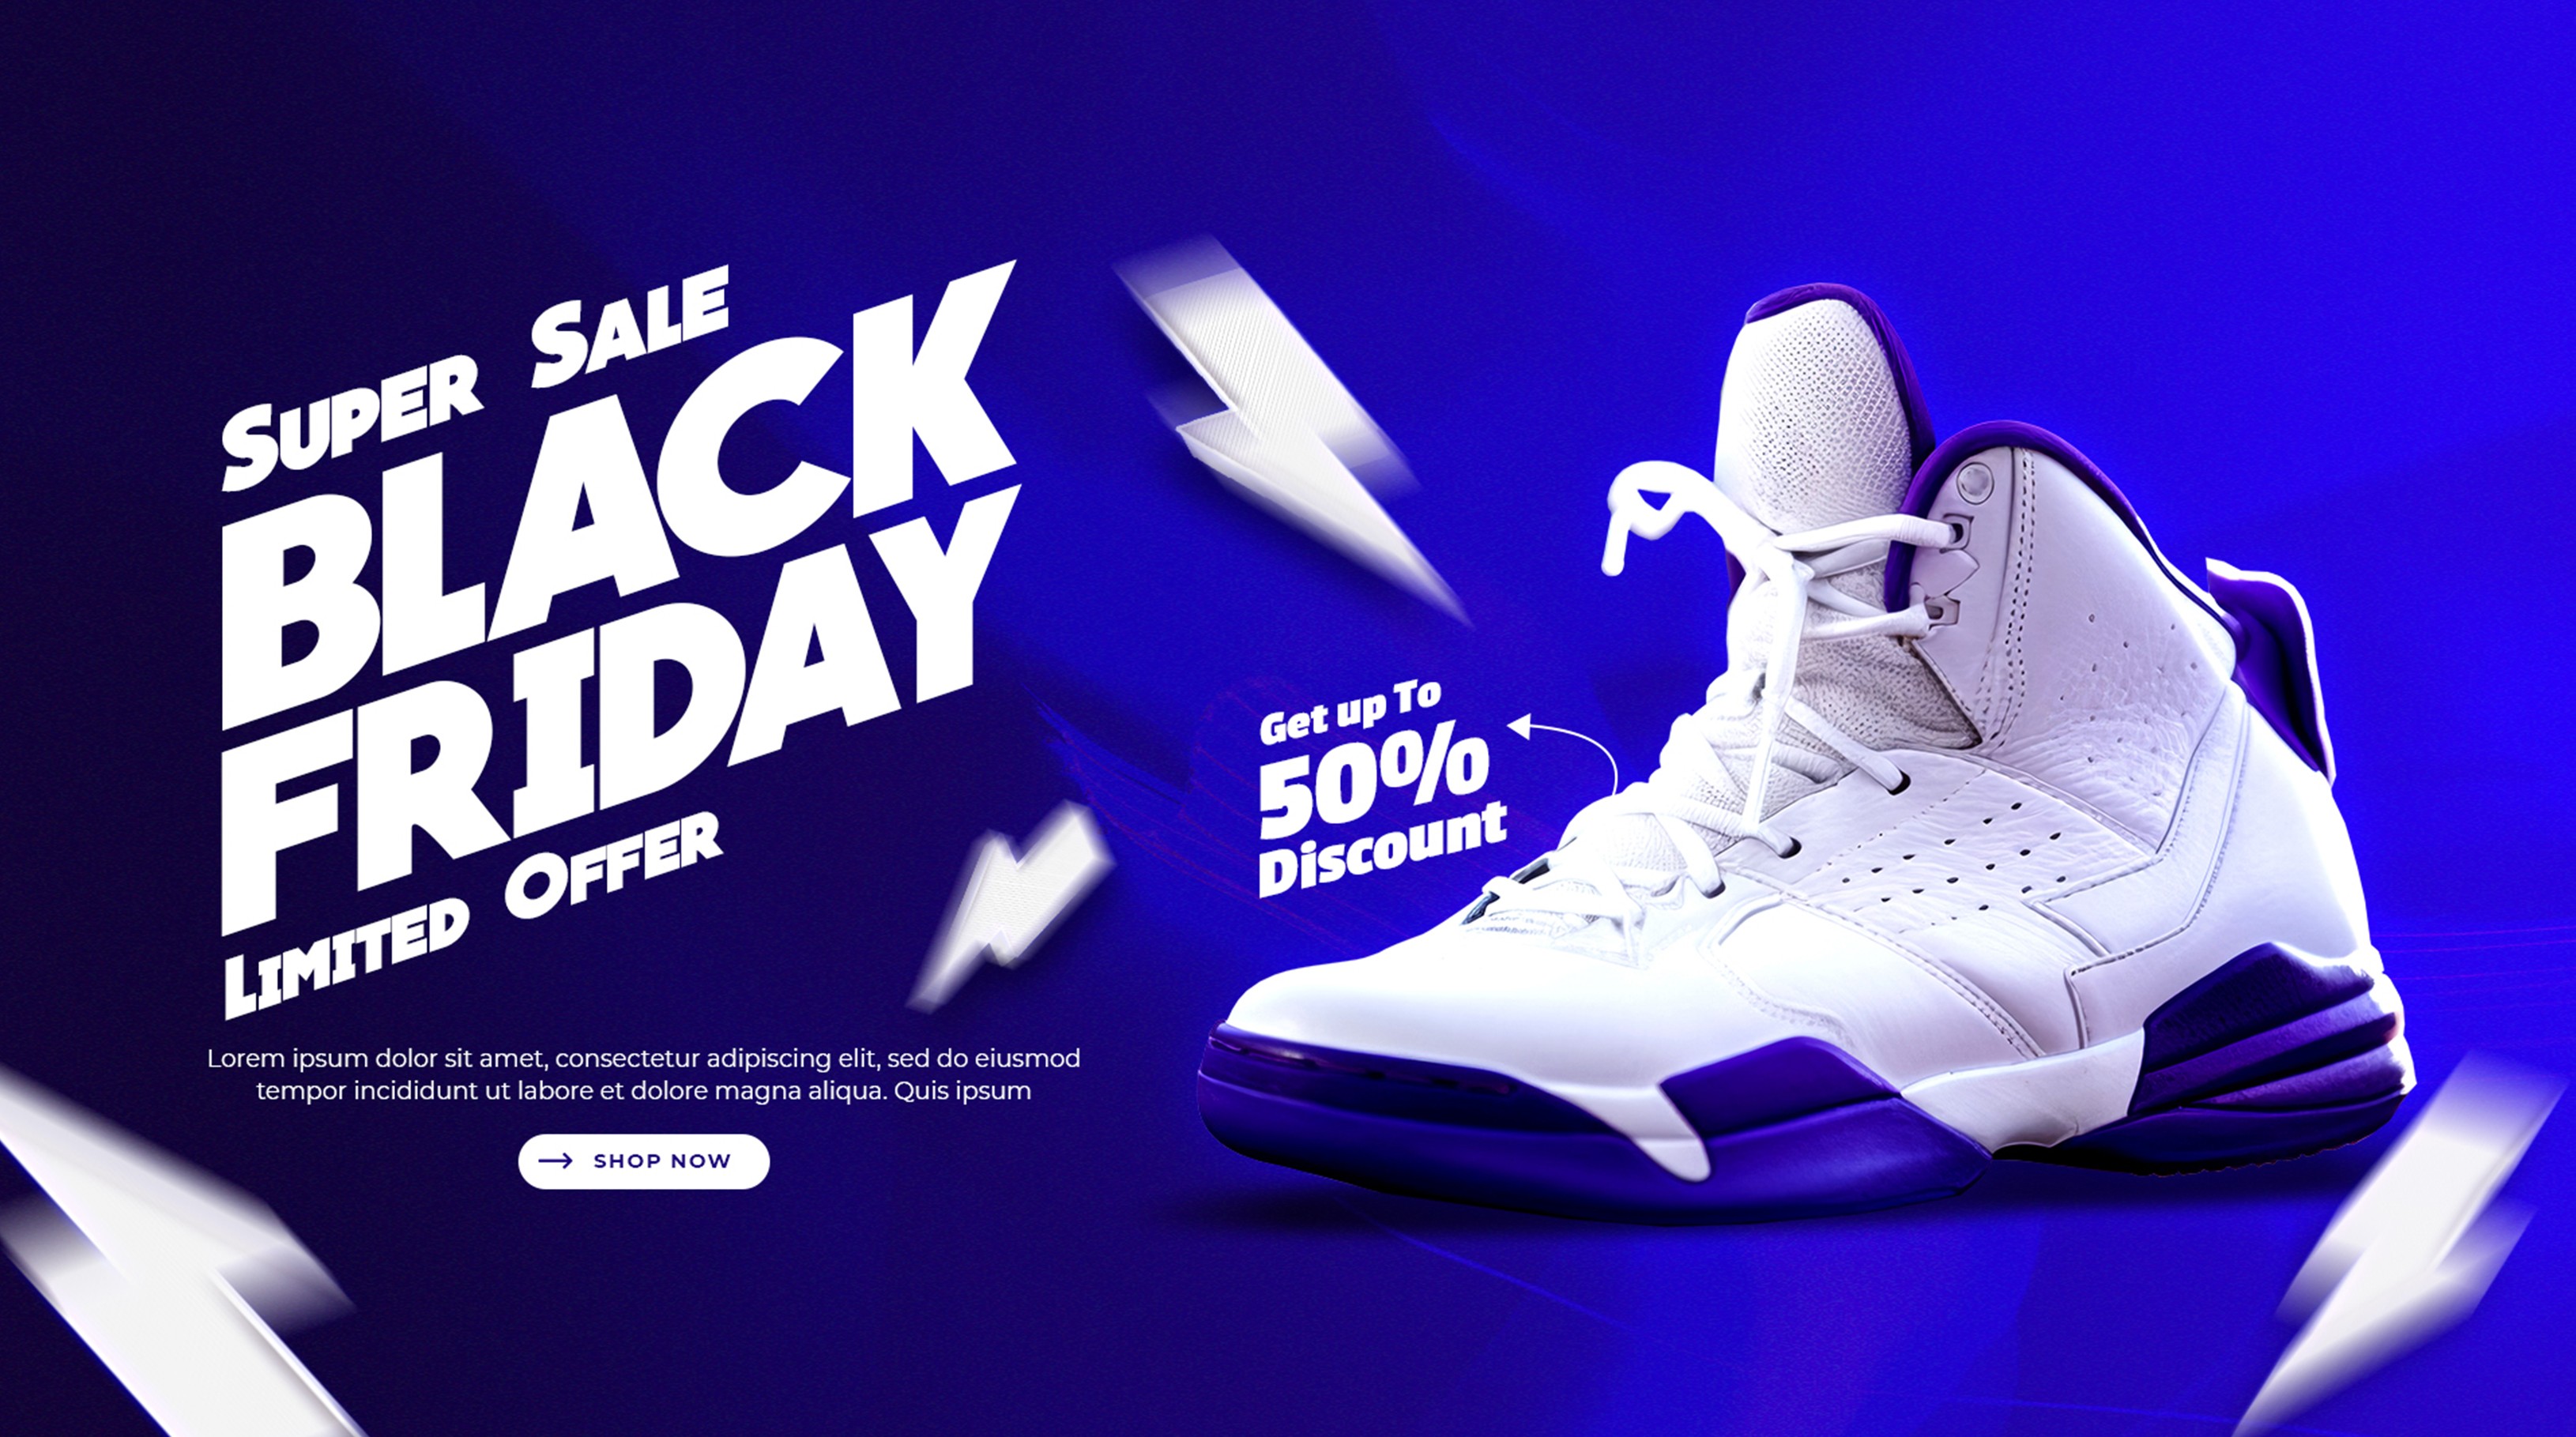 Super Sale
BLACK
FRIDAY
Limited Offer
Lorem ipsum dolor sit amet, consectetur adipiscing elit, sed do eiusmod
tempor incididunt ut labore et dolore magna aliqua. Quis ipsum
SHOP NOW
Get up To
50%
Discount